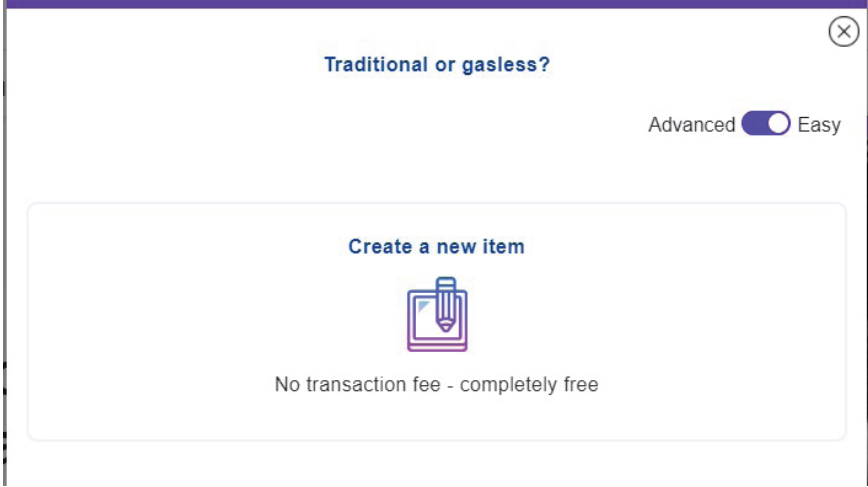 Traditional or gasless?
Advanced Easy
Create a new item
No transaction fee - completely free